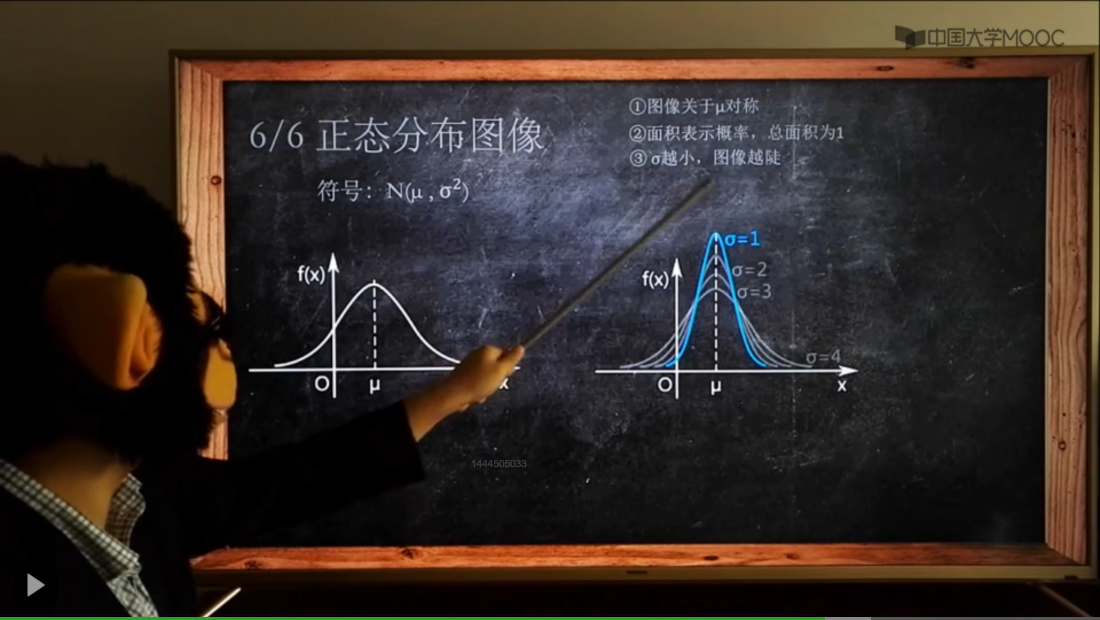 中国大学MOOC
6/6 正态分布图像
符号：N(μ , σ²)
①图像关于μ对称
②面积表示概率，总面积为1
③ σ越小，图像越陡
f(x)
O
μ
x
f(x)
σ=1
σ=2
σ=3
σ=4
O
μ
x
1444505033